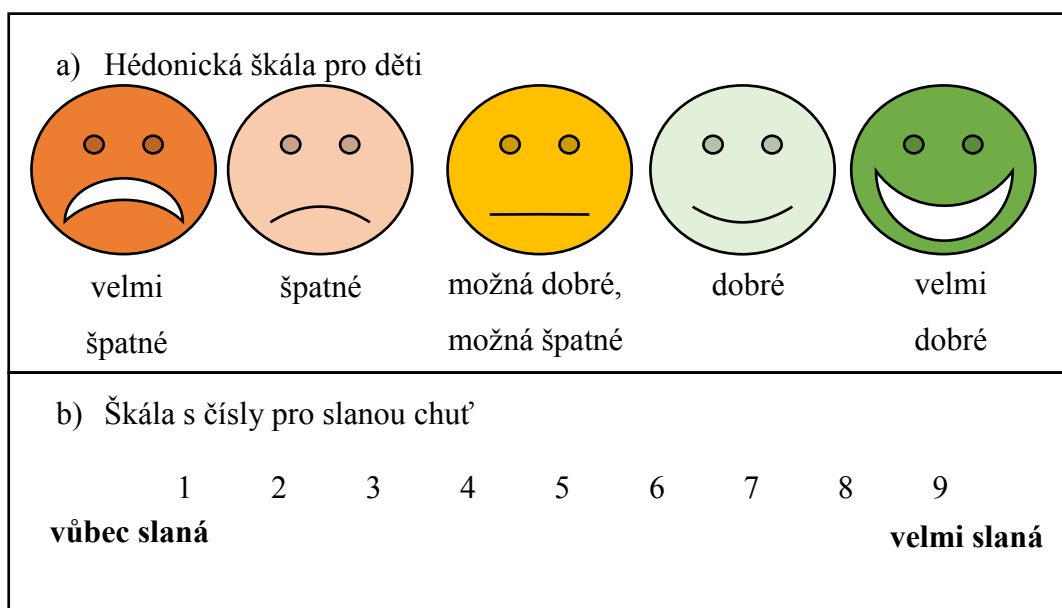 a) Hédonická škála pro děti
velmi špatné
špatné
možná dobré, možná špatné
dobré
velmi dobré
b) Škála s čísly pro slanou chuť
1 2 3 4 5 6 7 8 9
vůbec slaná
velmi slaná